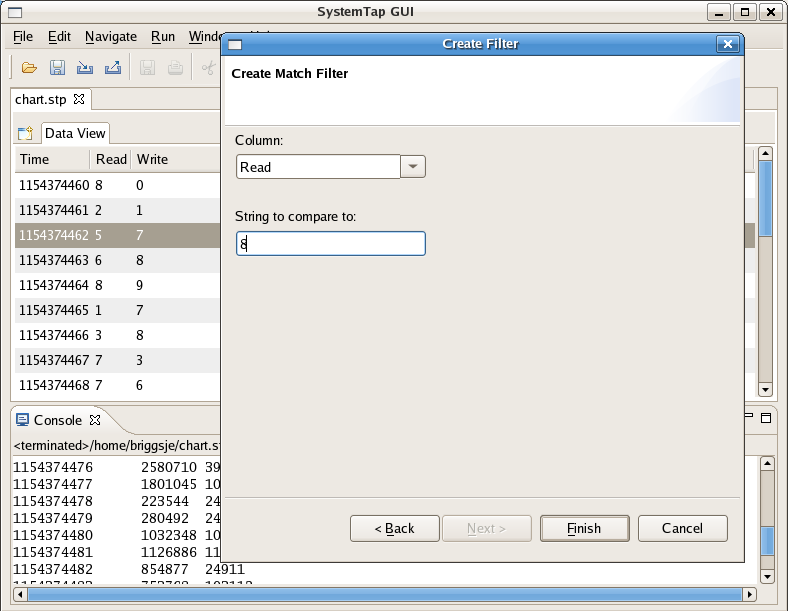 SystemTap GUI
File Edit Navigate Run
Create Filter
Create Match Filter
chart.stp
Data View
Column:
Time Read Write
Read
1154374460 8 0
1154374461 2 1
String to compare to:
1154374462 5 7
8
1154374463 6 8
1154374464 8 9
1154374465 1 7
1154374466 3 8
1154374467 7 3
1154374468 7 6
Console
<terminated>/home/briggsje/chart.st
1154374476 2580710 39
1154374477 1801045 10
1154374478 223544 24
1154374479 280492 24
1154374480 1032348 10
1154374481 1126886 11
1154374482 854877 24911
< Back Next > Finish Cancel